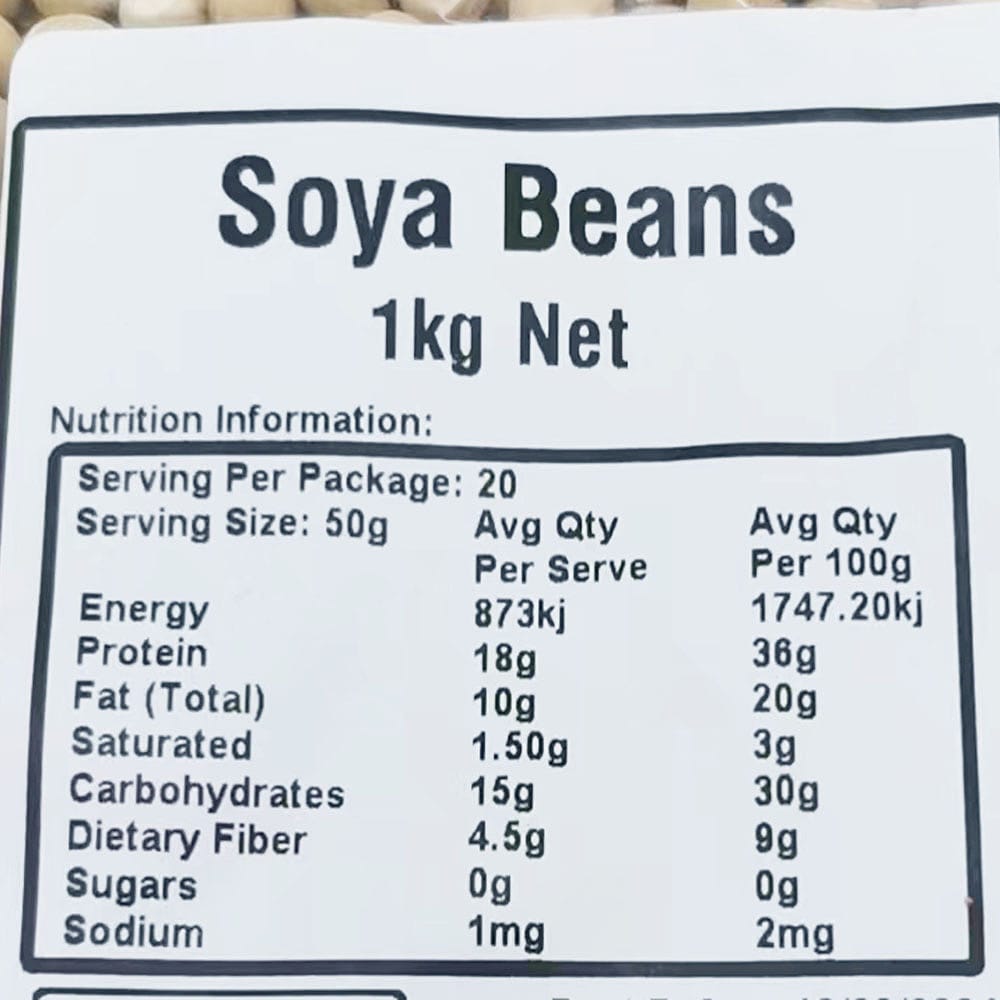 Soya Beans
1kg Net
Nutrition Information:
Serving Per Package: 20
Serving Size: 50g Avg Qty Avg Qty
Per Serve Per 100g
Energy 873kj 1747.20kj
Protein 18g 36g
Fat (Total) 10g 20g
Saturated 1.50g 3g
Carbohydrates 15g 30g
Dietary Fiber 4.5g 9g
Sugars 0g 0g
Sodium 1mg 2mg